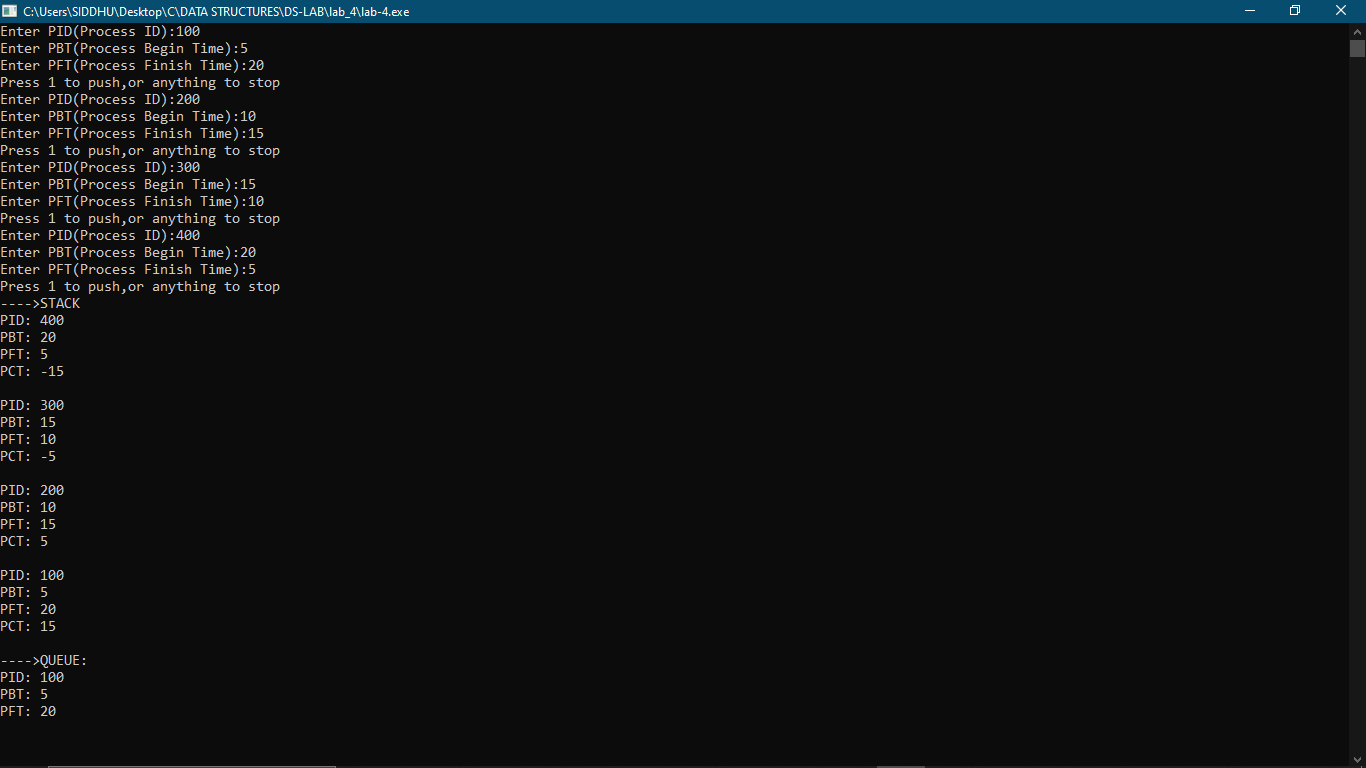 C:\Users\SIDDHU\Desktop\C\DATA STRUCTURES\DS-LAB\lab_4\lab-4.exe
Enter PID(Process ID):100
Enter PBT(Process Begin Time):5
Enter PFT(Process Finish Time):20
Press 1 to push,or anything to stop
Enter PID(Process ID):200
Enter PBT(Process Begin Time):10
Enter PFT(Process Finish Time):15
Press 1 to push,or anything to stop
Enter PID(Process ID):300
Enter PBT(Process Begin Time):15
Enter PFT(Process Finish Time):10
Press 1 to push,or anything to stop
Enter PID(Process ID):400
Enter PBT(Process Begin Time):20
Enter PFT(Process Finish Time):5
Press 1 to push,or anything to stop
---->STACK
PID: 400
PBT: 20
PFT: 5
PCT: -15
PID: 300
PBT: 15
PFT: 10
PCT: -5
PID: 200
PBT: 10
PFT: 15
PCT: 5
PID: 100
PBT: 5
PFT: 20
PCT: 15
---->QUEUE:
PID: 100
PBT: 5
PFT: 20